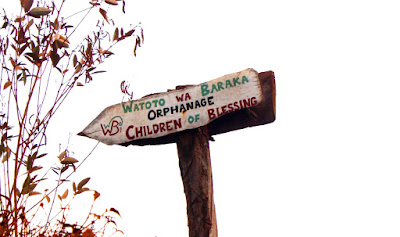 Watoto wa Baraka
Orphanage
WB Children of Blessing